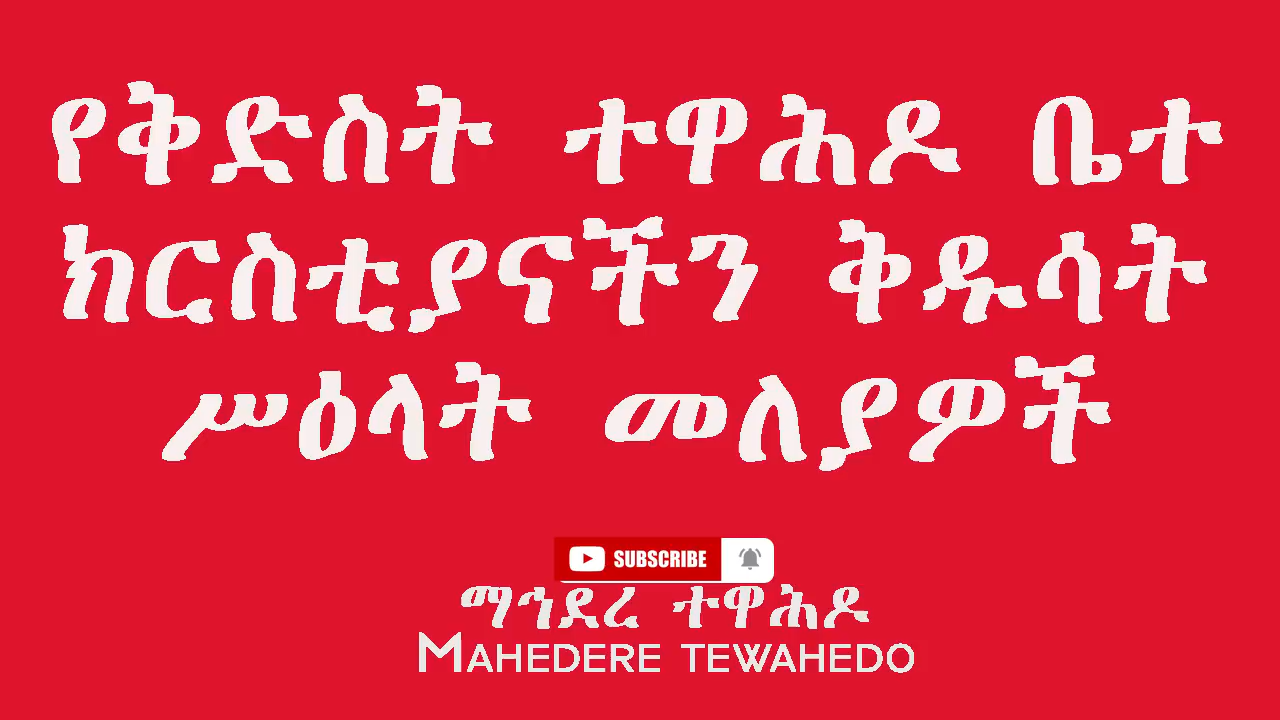 የቅድስት ተዋሕዶ ቤተ
ክርስቲያናችን ቅዱሳት
ሥዕላት መለያዎች
SUBSCRIBE
ማኅደረ ተዋሕዶ
MAHEDERE TEWAHEDO